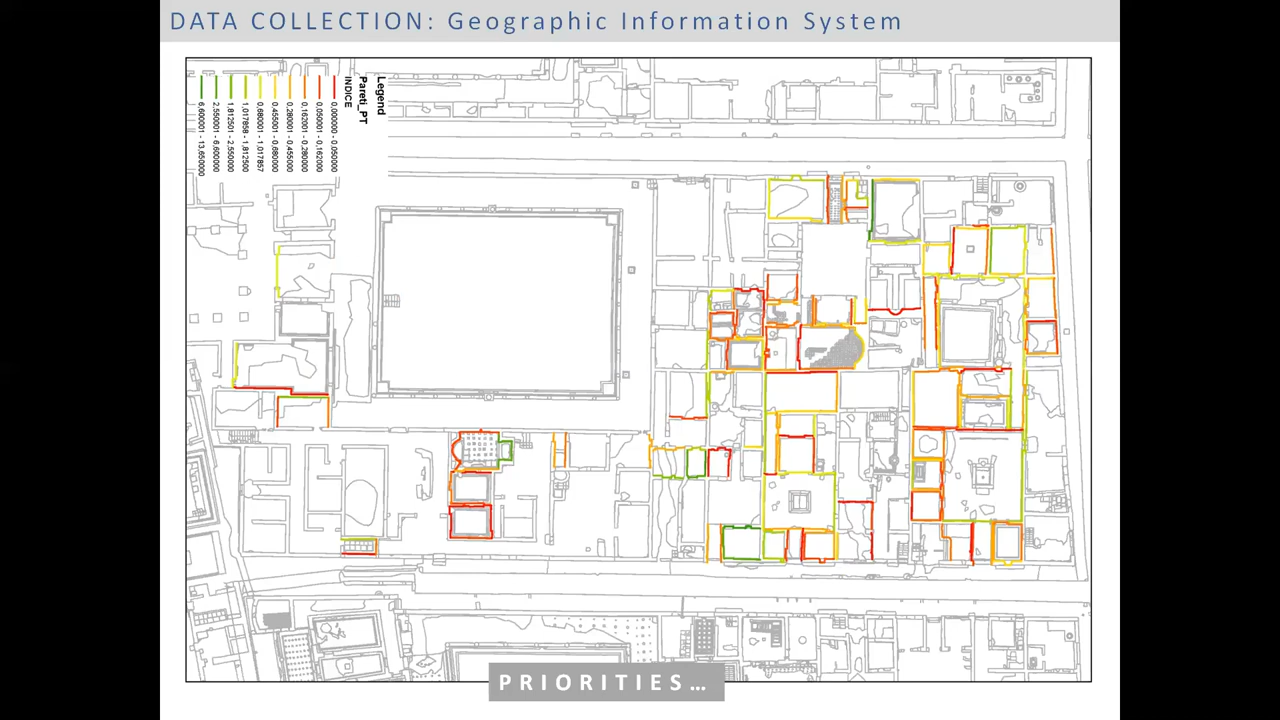 DATA COLLECTION: Geographic Information System
Legend
Pareti_PT
INDICE
0.000000 - 0.050000
0.050001 - 0.162000
0.162001 - 0.280000
0.280001 - 0.455000
0.455001 - 0.680000
0.680001 - 1.017857
1.017858 - 1.812500
1.812501 - 2.550000
2.550001 - 6.600000
6.600001 - 13.650000
PRIORITIES…